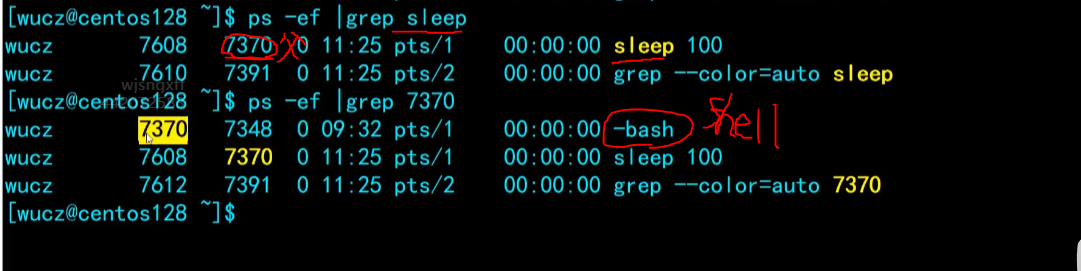 [wucz@centos128 ~]$ ps -ef |grep sleep
wucz 7608 7370 0 11:25 pts/1 00:00:00 sleep 100
wucz 7610 7391 0 11:25 pts/2 00:00:00 grep --color=auto sleep
[wucz@centos128 ~]$ ps -ef |grep 7370
wucz 7370 7348 0 09:32 pts/1 00:00:00 -bash shell
wucz 7608 7370 0 11:25 pts/1 00:00:00 sleep 100
wucz 7612 7391 0 11:25 pts/2 00:00:00 grep --color=auto 7370
[wucz@centos128 ~]$